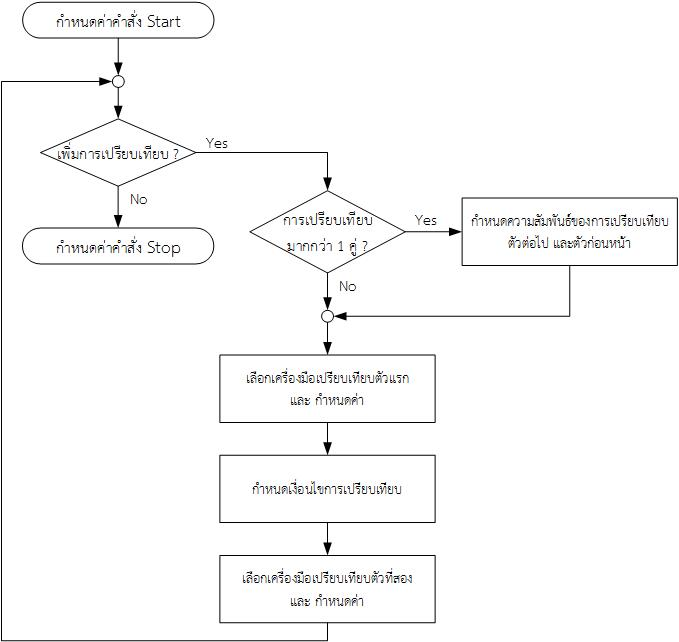 กำหนดค่าคำสั่ง Start
เพิ่มการเปรียบเทียบ ?
Yes
No
กำหนดค่าคำสั่ง Stop
การเปรียบเทียบ
มากกว่า 1 คู่ ?
Yes
กำหนดความสัมพันธ์ของการเปรียบเทียบ
ตัวต่อไป และตัวก่อนหน้า
No
เลือกเครื่องมือเปรียบเทียบตัวแรก
และ กำหนดค่า
กำหนดเงื่อนไขการเปรียบเทียบ
เลือกเครื่องมือเปรียบเทียบตัวที่สอง
และ กำหนดค่า